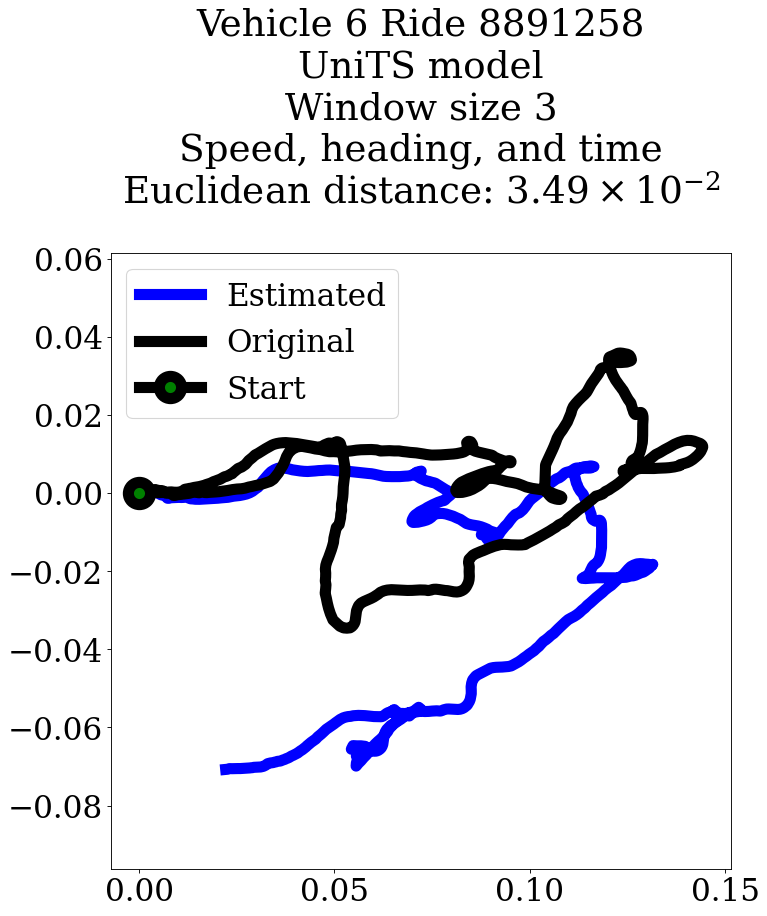 Vehicle 6 Ride 8891258
UniTS model
Window size 3
Speed, heading, and time
Euclidean distance: 3.49 × 10⁻²
0.06
0.04
0.02
0.00
−0.02
−0.04
−0.06
−0.08
Estimated
Original
Start
0.00 0.05 0.10 0.15